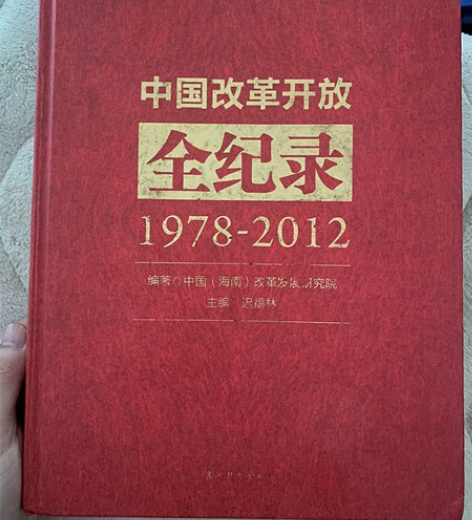 中国改革开放
全纪录
1978-2012
编著 中国（海南）改革发展研究院
主编 迟福林